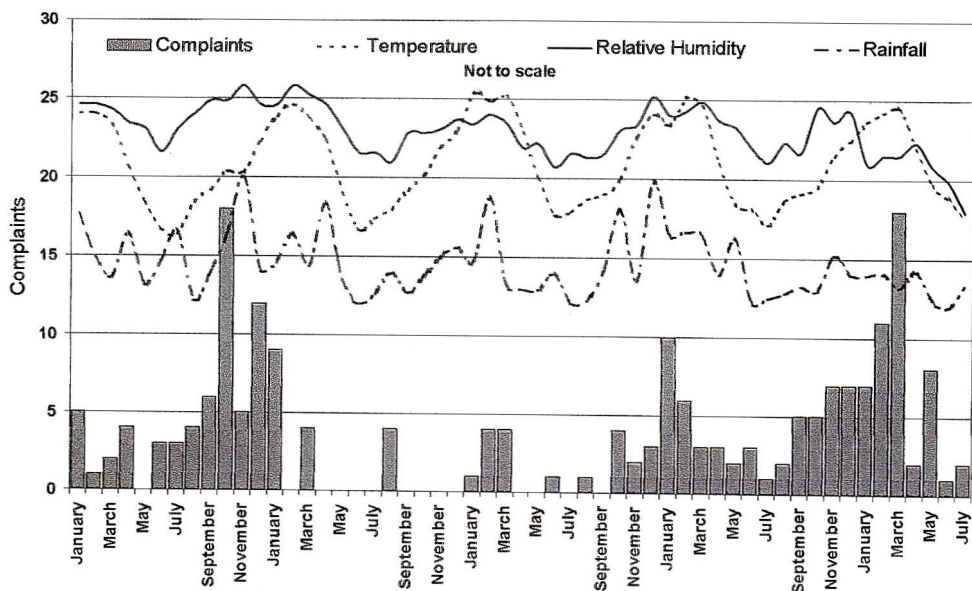 30
25
20
15
10
5
0
Complaints
Complaints Temperature Relative Humidity Rainfall
Not to scale
January
March
May
July
September
November
January
March
May
July
September
November
January
March
May
July
September
November
January
March
May
July
September
November
January
March
May
July